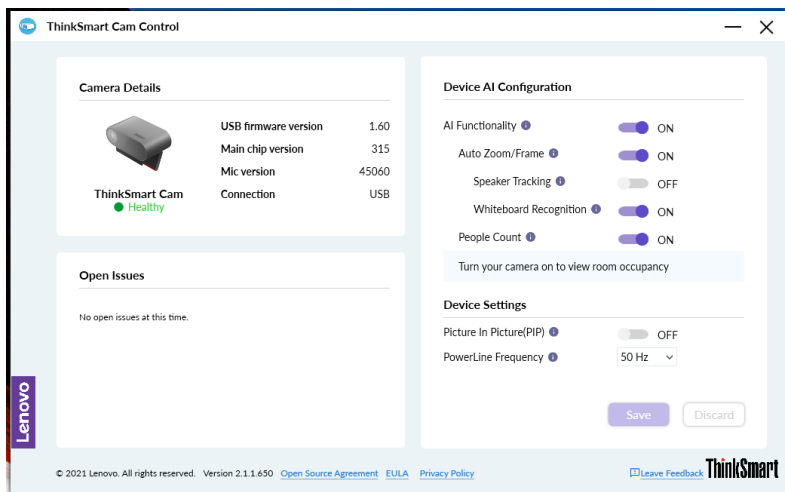 ThinkSmart Cam Control
Camera Details
USB firmware version 1.60
Main chip version 315
Mic version 45060
Connection USB
ThinkSmart Cam
Healthy
Open Issues
No open issues at this time.
Device AI Configuration
AI Functionality ON
Auto Zoom/Frame ON
Speaker Tracking OFF
Whiteboard Recognition ON
People Count ON
Turn your camera on to view room occupancy
Device Settings
Picture In Picture(PIP) OFF
PowerLine Frequency 50 Hz
Save Discard
Lenovo
© 2021 Lenovo. All rights reserved. Version 2.1.1.650 Open Source Agreement EULA Privacy Policy Leave Feedback ThinkSmart